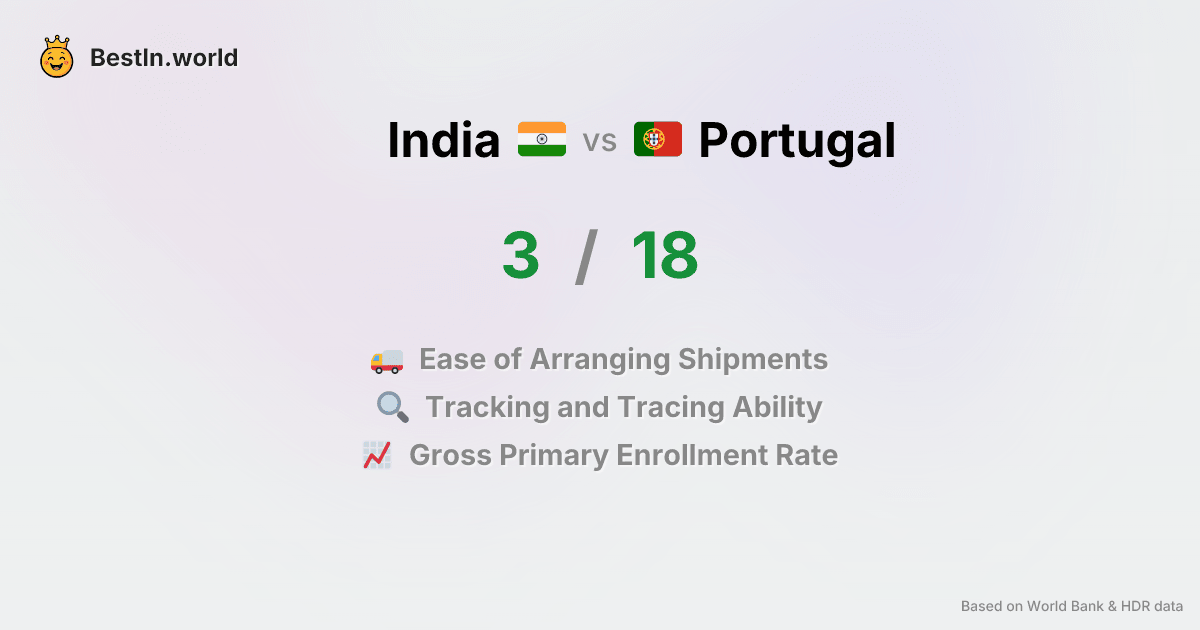 BestIn.world
India vs Portugal
3 / 18
Ease of Arranging Shipments
Tracking and Tracing Ability
Gross Primary Enrollment Rate
Based on World Bank & HDR data